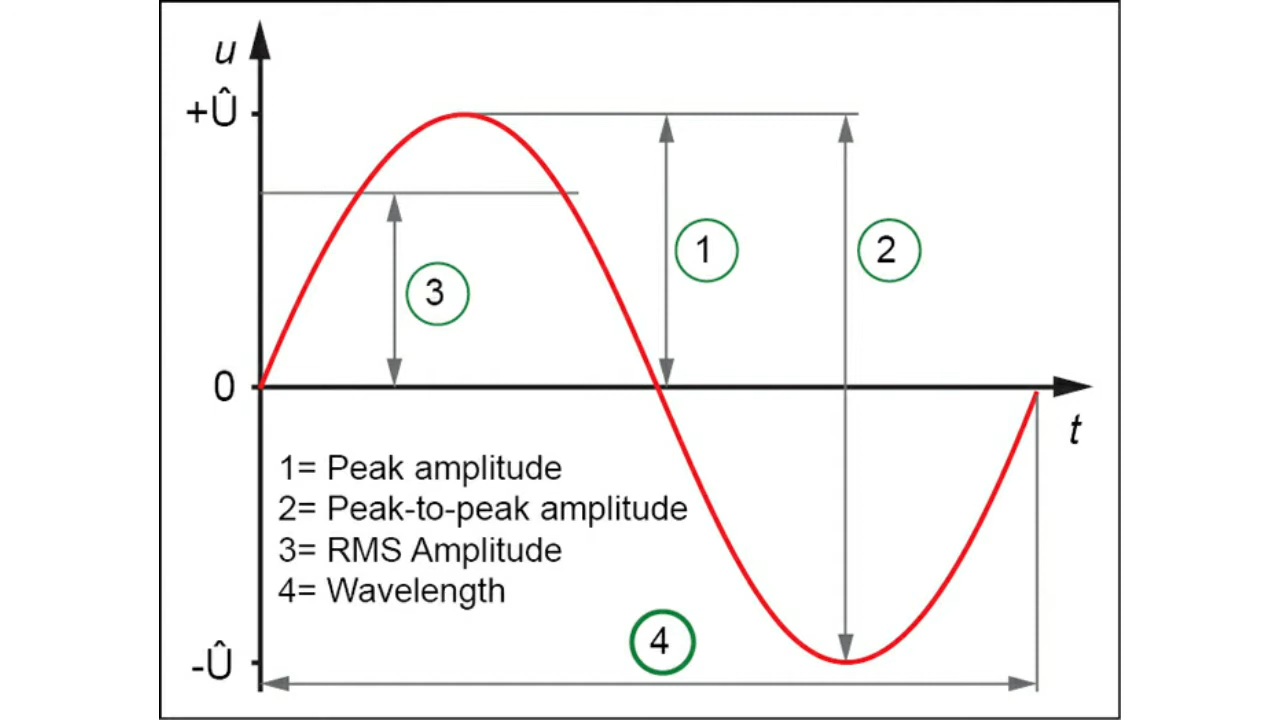 u
+Û
1
2
3
0
t
1= Peak amplitude
2= Peak-to-peak amplitude
3= RMS Amplitude
4= Wavelength
4
-Û